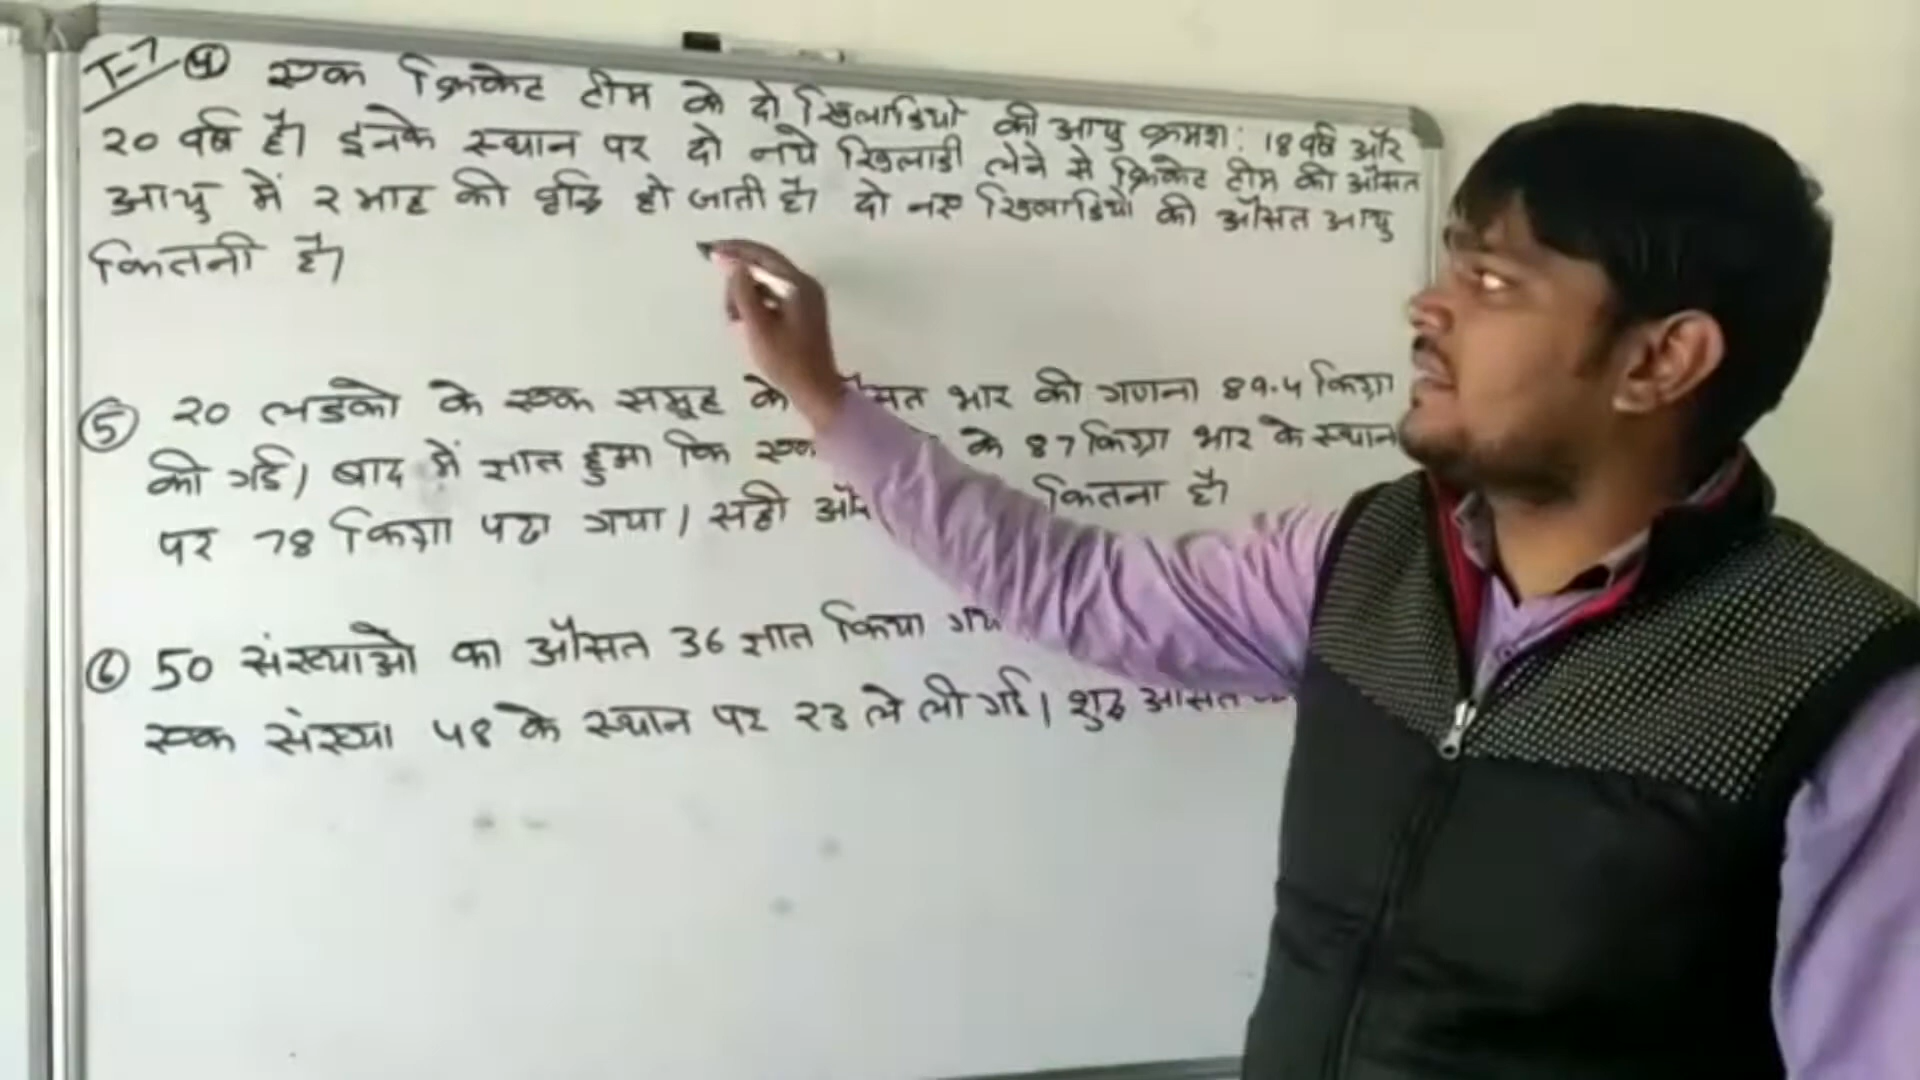 T-7 ④ एक क्रिकेट टीम के दो खिलाडियो की आयु क्रमश: 18 वर्ष और
20 वर्ष है। इनके स्थान पर दो नये खिलाडी लेने से क्रिकेट टीम की औसत
आयु में 2 माह की वृद्धि हो जाती है। दो नए खिलाडियों की औसत आयु
कितनी है।
⑤ 20 लडको के एक समूह के भार की गणना 89.4 किग्रा
की गई। बाद में ज्ञात हुआ कि एक के 87 किग्रा भार के स्थान
पर 78 किग्रा पढा गया। सही कितना है।
⑥ 50 संख्याओ का औसत 36 ज्ञात किया
एक संख्या 48 के स्थान पर 23 ले ली गई। शुद्ध औसत